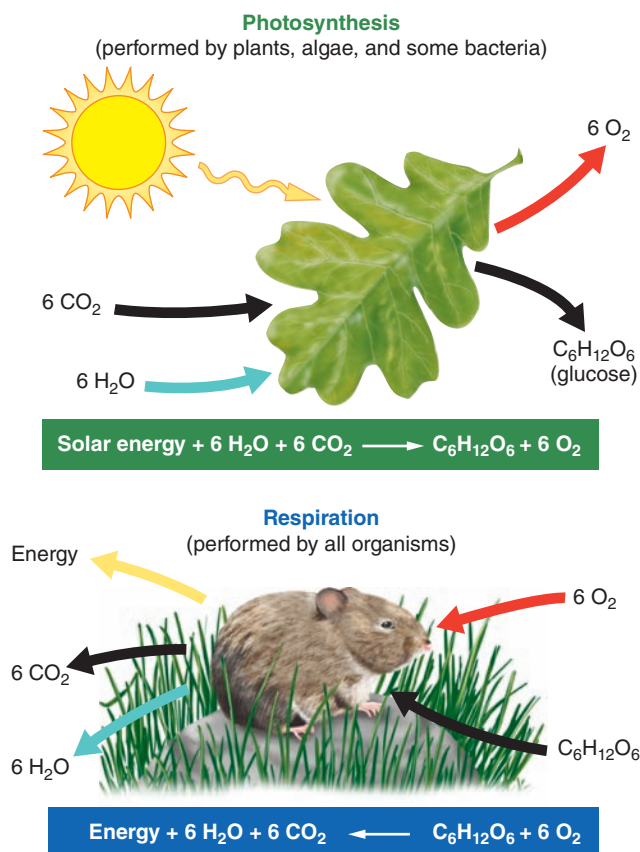 Photosynthesis
(performed by plants, algae, and some bacteria)
6 O₂
6 CO₂
C₆H₁₂O₆
(glucose)
6 H₂O
Solar energy + 6 H₂O + 6 CO₂ ⟶ C₆H₁₂O₆ + 6 O₂
Respiration
(performed by all organisms)
Energy
6 O₂
6 CO₂
C₆H₁₂O₆
6 H₂O
Energy + 6 H₂O + 6 CO₂ ⟵ C₆H₁₂O₆ + 6 O₂